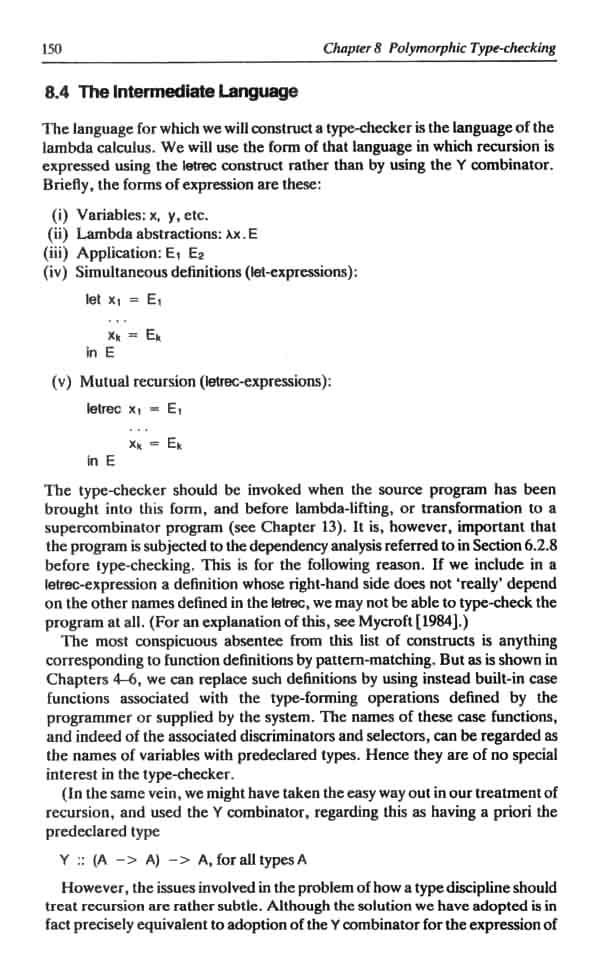 150
Chapter 8 Polymorphic Type-checking
8.4 The Intermediate Language
The language for which we will construct a type-checker is the language of the
lambda calculus. We will use the form of that language in which recursion is
expressed using the letrec construct rather than by using the Y combinator.
Briefly, the forms of expression are these:
(i) Variables: x, y, etc.
(ii) Lambda abstractions: λx.E
(iii) Application: E₁ E₂
(iv) Simultaneous definitions (let-expressions):
let x₁ = E₁
...
xₖ = Eₖ
in E
(v) Mutual recursion (letrec-expressions):
letrec x₁ = E₁
...
xₖ = Eₖ
in E
The type-checker should be invoked when the source program has been
brought into this form, and before lambda-lifting, or transformation to a
supercombinator program (see Chapter 13). It is, however, important that
the program is subjected to the dependency analysis referred to in Section 6.2.8
before type-checking. This is for the following reason. If we include in a
letrec-expression a definition whose right-hand side does not ‘really’ depend
on the other names defined in the letrec, we may not be able to type-check the
program at all. (For an explanation of this, see Mycroft [1984].)
The most conspicuous absentee from this list of constructs is anything
corresponding to function definitions by pattern-matching. But as is shown in
Chapters 4–6, we can replace such definitions by using instead built-in case
functions associated with the type-forming operations defined by the
programmer or supplied by the system. The names of these case functions,
and indeed of the associated discriminators and selectors, can be regarded as
the names of variables with predeclared types. Hence they are of no special
interest in the type-checker.
(In the same vein, we might have taken the easy way out in our treatment of
recursion, and used the Y combinator, regarding this as having a priori the
predeclared type
Y :: (A -> A) -> A, for all types A
However, the issues involved in the problem of how a type discipline should
treat recursion are rather subtle. Although the solution we have adopted is in
fact precisely equivalent to adoption of the Y combinator for the expression of